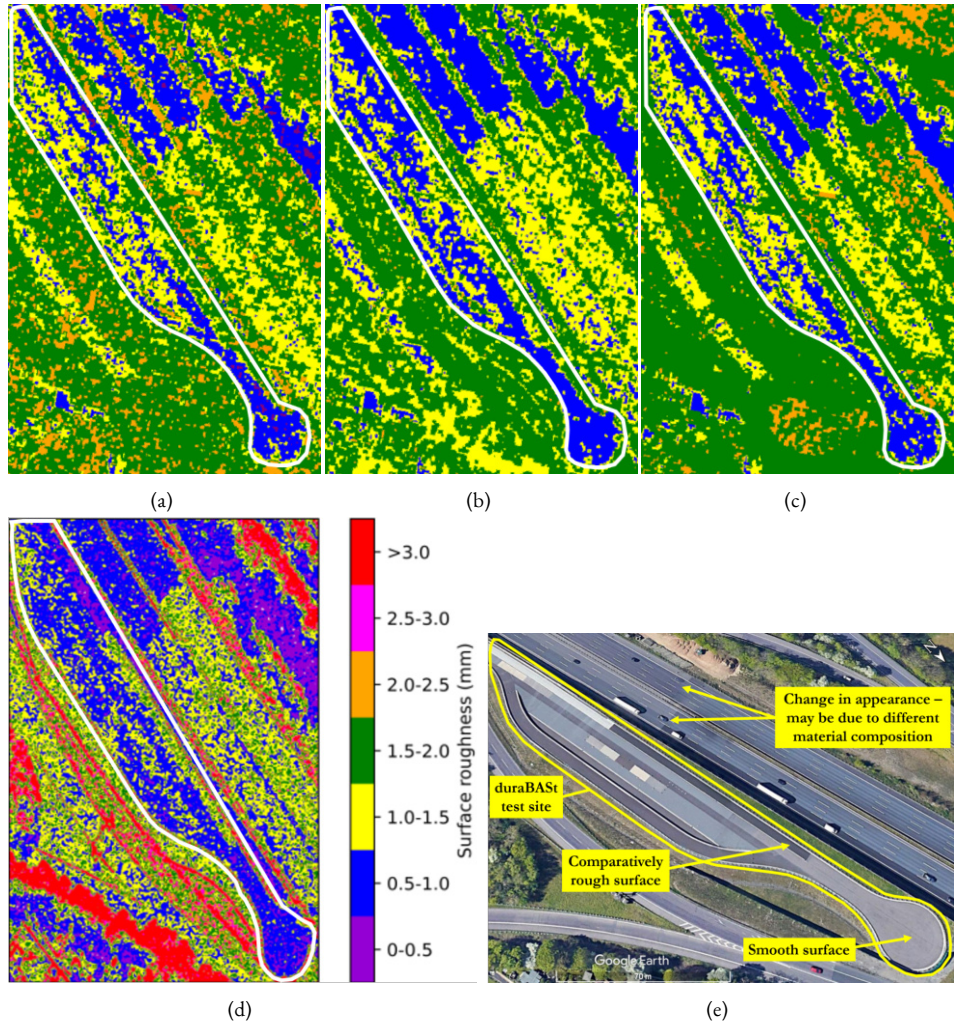 (a)
(b)
(c)
>3.0
2.5-3.0
2.0-2.5
1.5-2.0
1.0-1.5
0.5-1.0
0-0.5
Surface roughness (mm)
(d)
N
Change in appearance –
may be due to different
material composition
duraBASt
test site
Comparatively
rough surface
Smooth surface
Google Earth
70 m
(e)